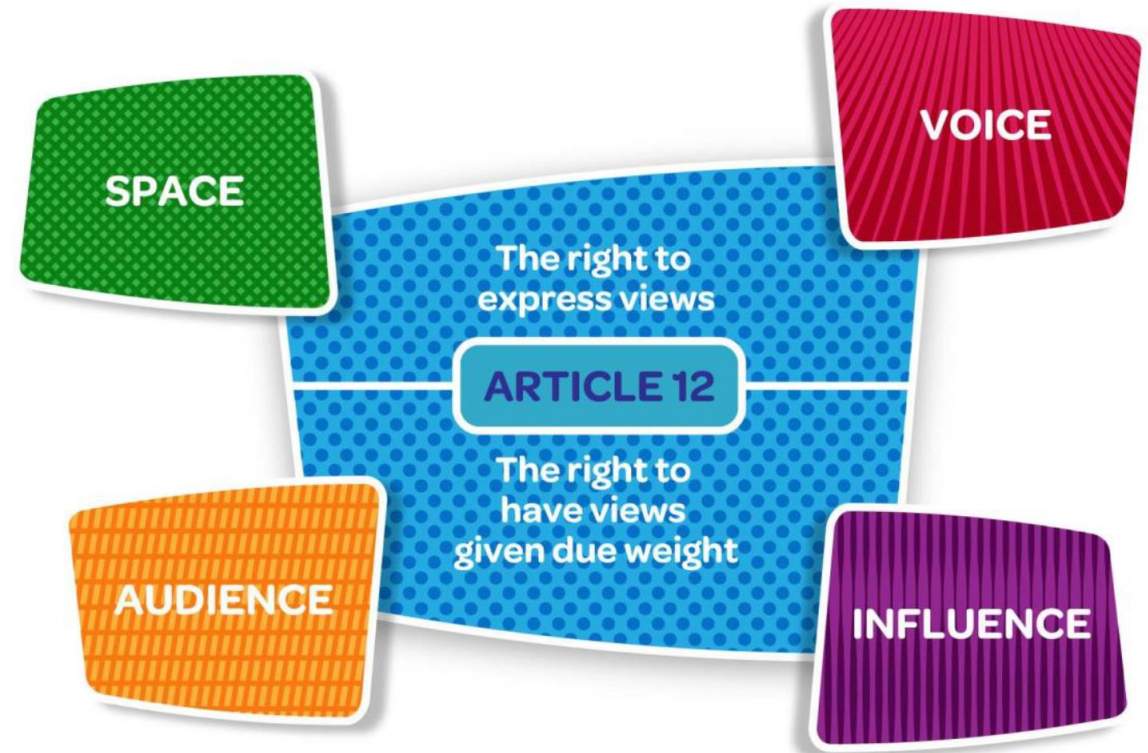 SPACE
VOICE
The right to
express views
ARTICLE 12
The right to
have views
given due weight
AUDIENCE
INFLUENCE